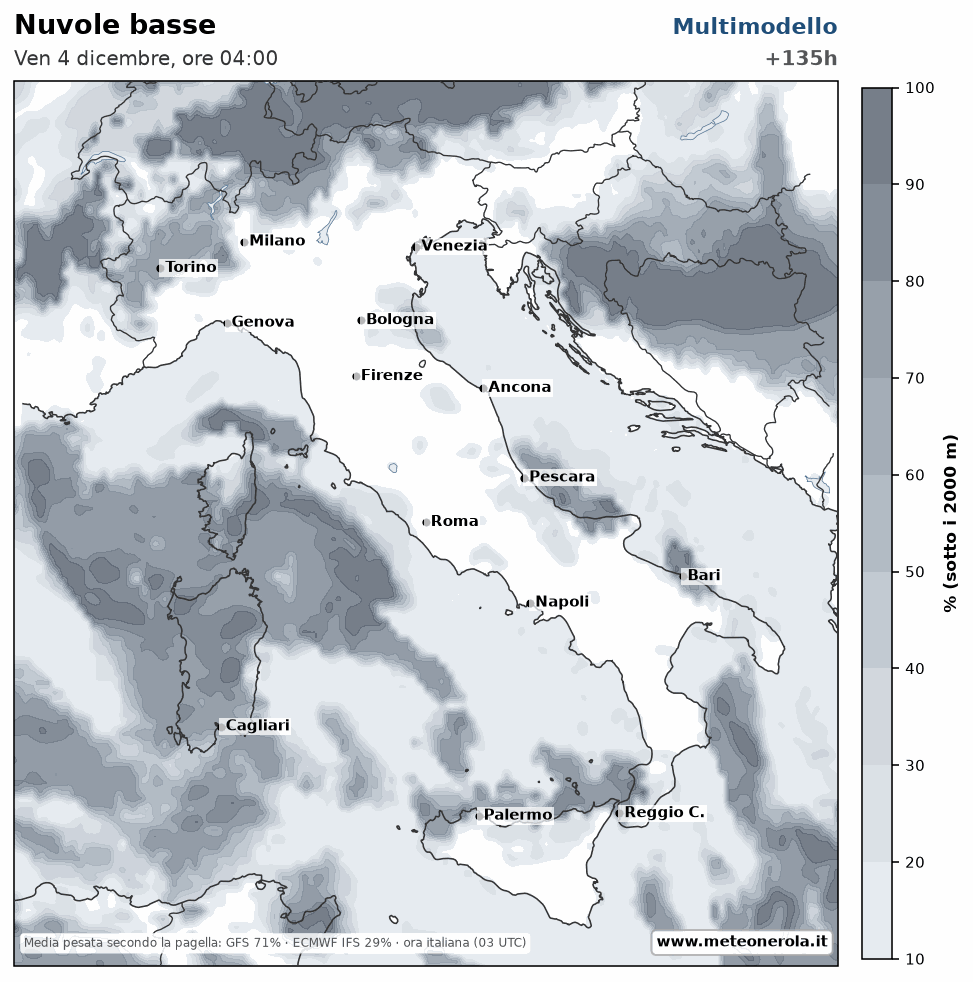 Nuvole basse
Multimodello
Ven 4 dicembre, ore 04:00
+135h
Milano
Venezia
Torino
Genova
Bologna
Firenze
Ancona
Pescara
Roma
Bari
Napoli
Cagliari
Palermo
Reggio C.
100
90
80
70
60
50
40
30
20
10
% (sotto i 2000 m)
Media pesata secondo la pagella: GFS 71% · ECMWF IFS 29% · ora italiana (03 UTC)
www.meteonerola.it